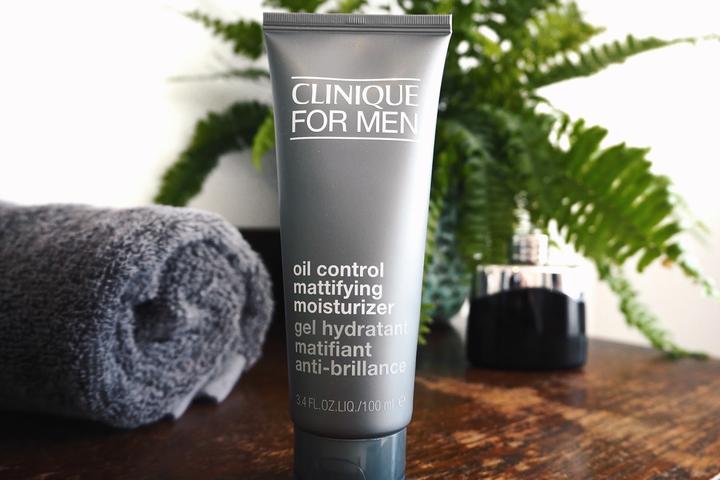 CLINIQUE
FOR MEN
oil control
mattifying
moisturizer
gel hydratant
matifiant
anti-brillance
3.4 FL.OZ.LIQ./100 ml ℮